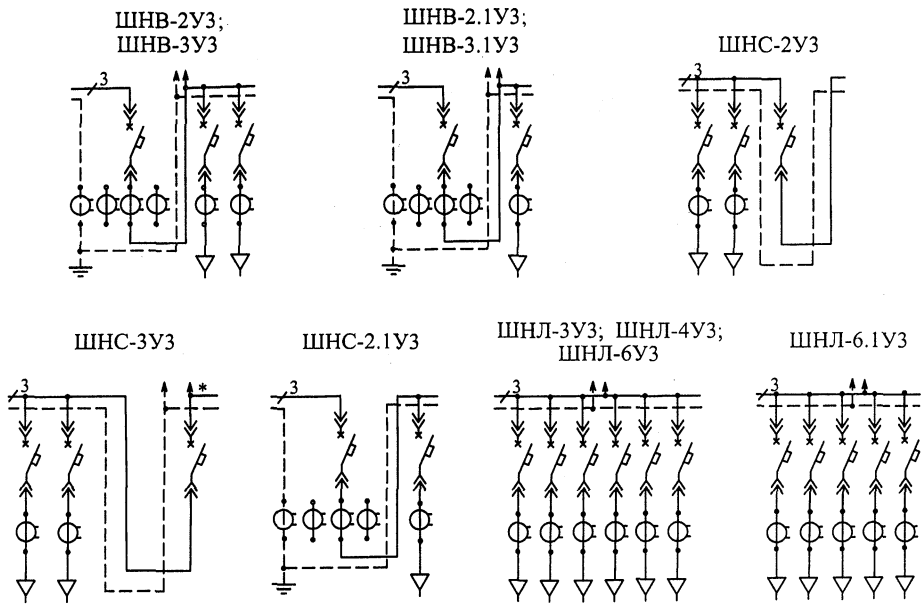 ШНВ-2У3;
ШНВ-3У3
ШНВ-2.1У3;
ШНВ-3.1У3
ШНС-2У3
3
3
3
ШНС-3У3
ШНС-2.1У3
ШНЛ-3У3; ШНЛ-4У3;
ШНЛ-6У3
ШНЛ-6.1У3
3
*
3
3
3